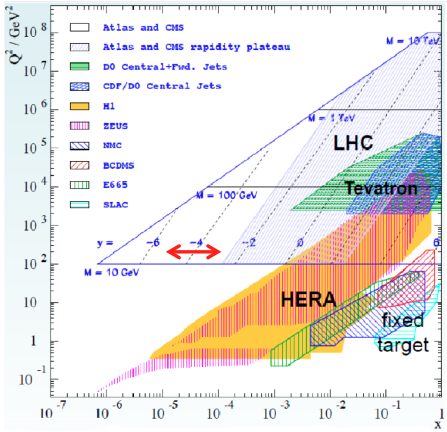 Q² / GeV²
10⁸
10⁷
10⁶
10⁵
10⁴
10³
10²
10
1
10⁻¹
Atlas and CMS
Atlas and CMS rapidity plateau
D0 Central+Fwd. Jets
CDF/D0 Central Jets
H1
ZEUS
NMC
BCDMS
E665
SLAC
M = 10 TeV
M = 1 TeV
LHC
M = 100 GeV
Tevatron
y = -6 -4 -2 0 6
M = 10 GeV
HERA
fixed
target
10⁻⁷ 10⁻⁶ 10⁻⁵ 10⁻⁴ 10⁻³ 10⁻² 10⁻¹ 1
x